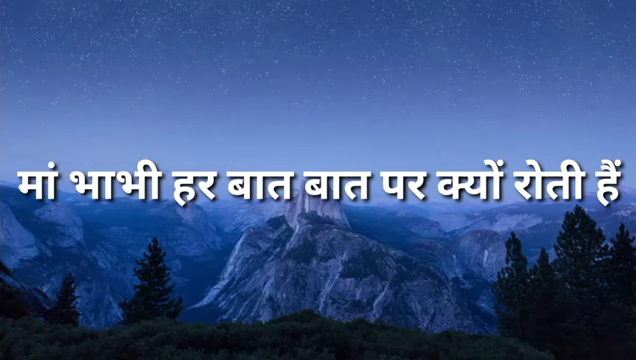 मां भाभी हर बात बात पर क्यों रोती हैं